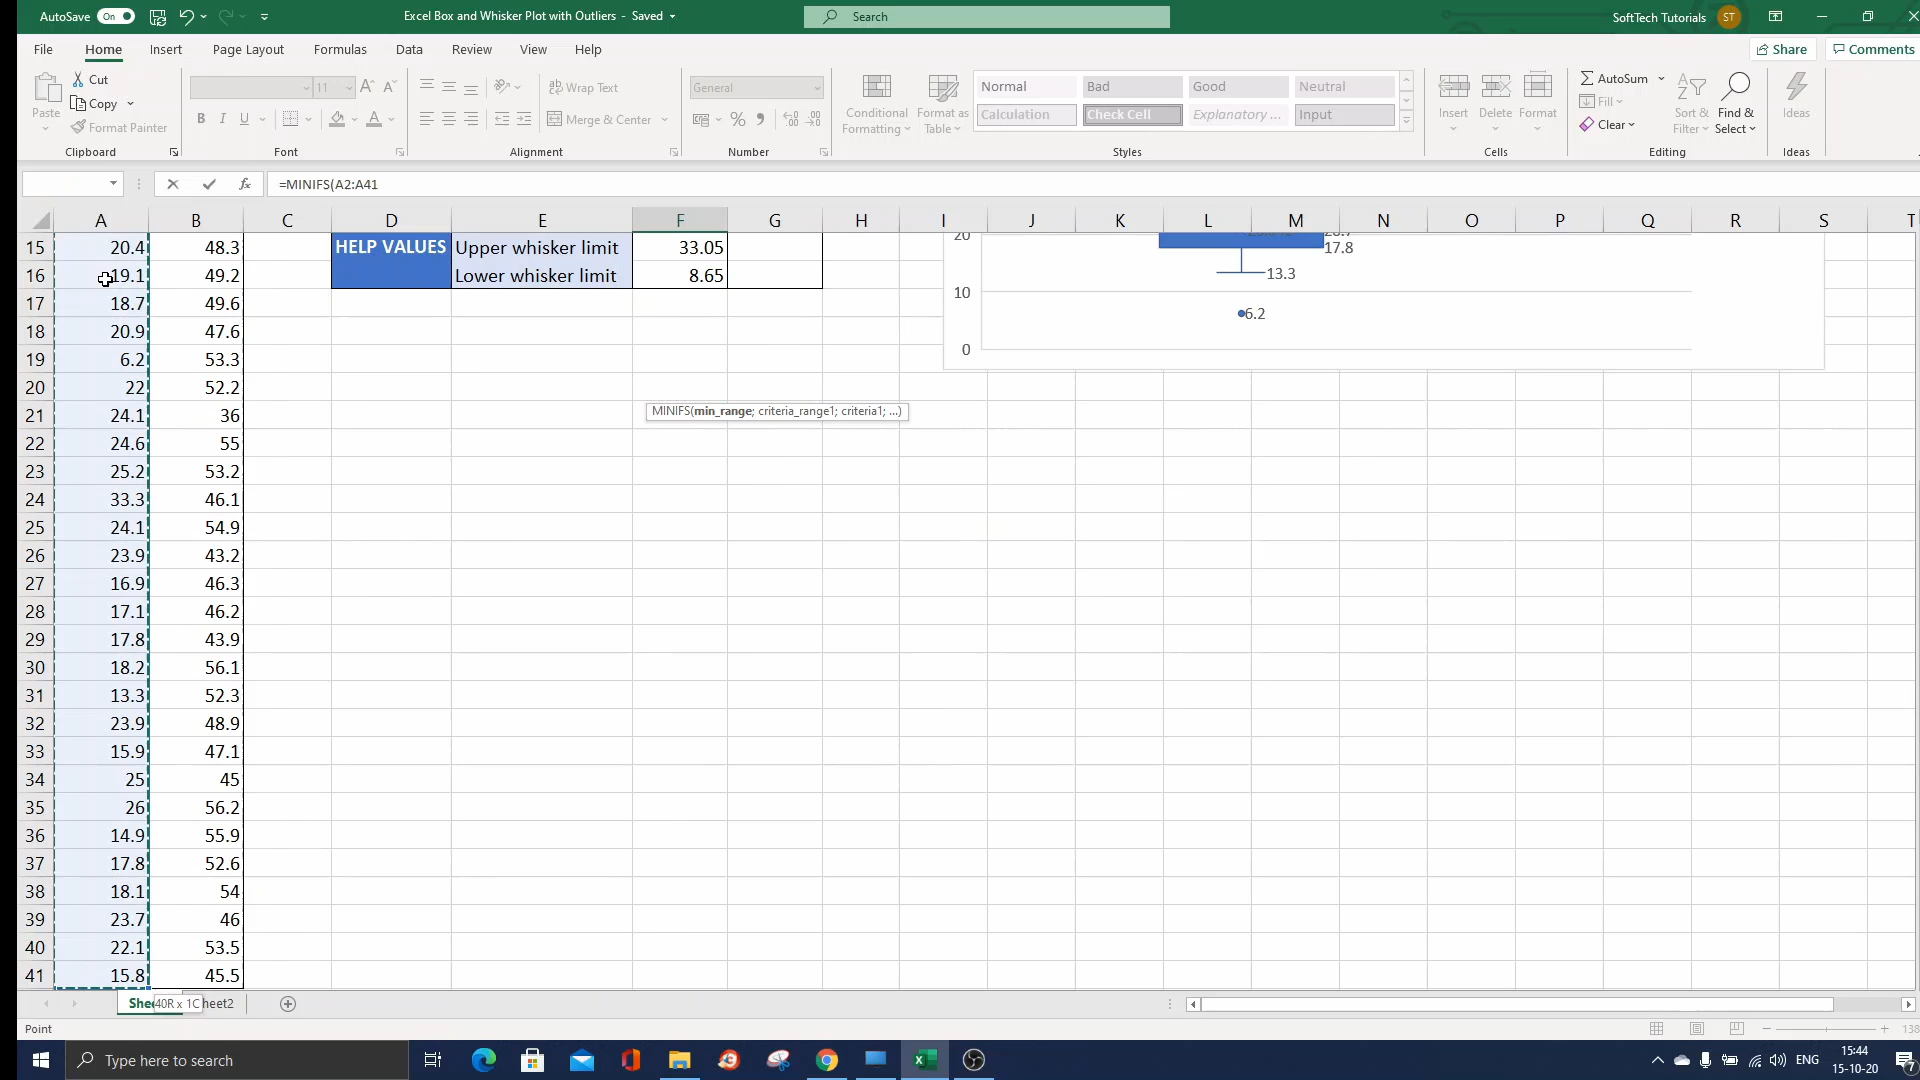 AutoSave On Excel Box and Whisker Plot with Outliers - Saved Search SoftTech Tutorials ST
File Home Insert Page Layout Formulas Data Review View Help Share Comments
Paste Cut Copy Format Painter
Clipboard
11
B I U A
Font
Wrap Text
Merge & Center
Alignment
General
%
Number
Conditional Formatting
Format as Table
Normal Bad Good Neutral
Calculation Check Cell Explanatory ... Input
Styles
Insert Delete Format
Cells
AutoSum
Fill
Clear
Sort & Filter
Find & Select
Editing
Ideas
Ideas
fx =MINIFS(A2:A41
A B C D E F G H I J K L M N O P Q R S T
15 20.4 48.3 HELP VALUES Upper whisker limit 33.05
16 19.1 49.2 Lower whisker limit 8.65
17 18.7 49.6
18 20.9 47.6
19 6.2 53.3
20 22 52.2
21 24.1 36
22 24.6 55
23 25.2 53.2
24 33.3 46.1
25 24.1 54.9
26 23.9 43.2
27 16.9 46.3
28 17.1 46.2
29 17.8 43.9
30 18.2 56.1
31 13.3 52.3
32 23.9 48.9
33 15.9 47.1
34 25 45
35 26 56.2
36 14.9 55.9
37 17.8 52.6
38 18.1 54
39 23.7 46
40 22.1 53.5
41 15.8 45.5
20
17.8
13.3
10
6.2
0
MINIFS(min_range; criteria_range1; criteria1; ...)
She 40R x 1C heet2
Point
138
Type here to search
ENG
15:44
15-10-20
7